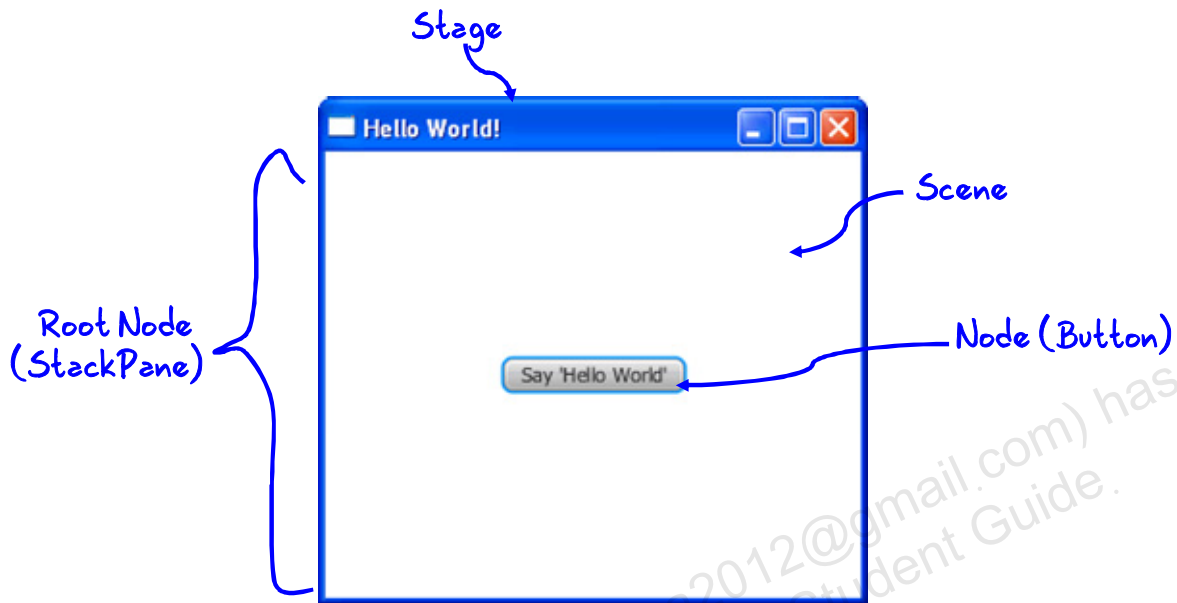 Stage
Hello World!
Scene
Root Node
(StackPane)
Node (Button)
Say 'Hello World'
2012@gmail.com) has
Student Guide.